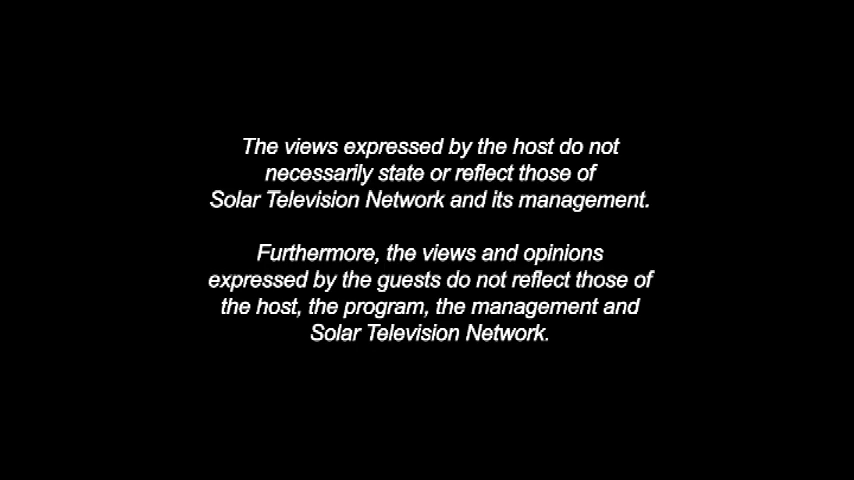 The views expressed by the host do not
necessarily state or reflect those of
Solar Television Network and its management.
Furthermore, the views and opinions
expressed by the guests do not reflect those of
the host, the program, the management and
Solar Television Network.